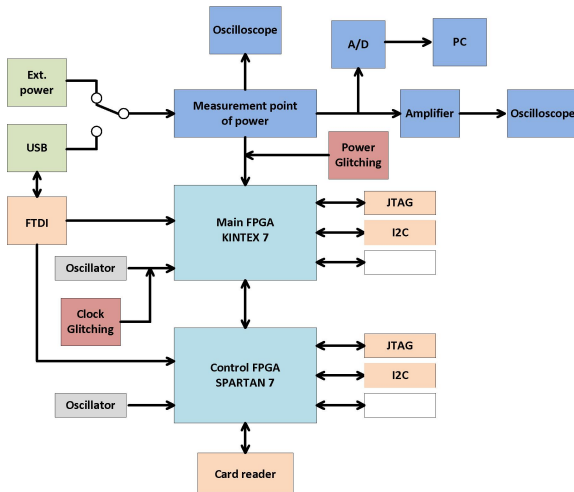 Oscilloscope
A/D
PC
Ext.
power
Measurement point
of power
Amplifier
Oscilloscope
USB
Power
Glitching
FTDI
Main FPGA
KINTEX 7
JTAG
I2C
Oscillator
Clock
Glitching
Control FPGA
SPARTAN 7
JTAG
I2C
Oscillator
Card reader